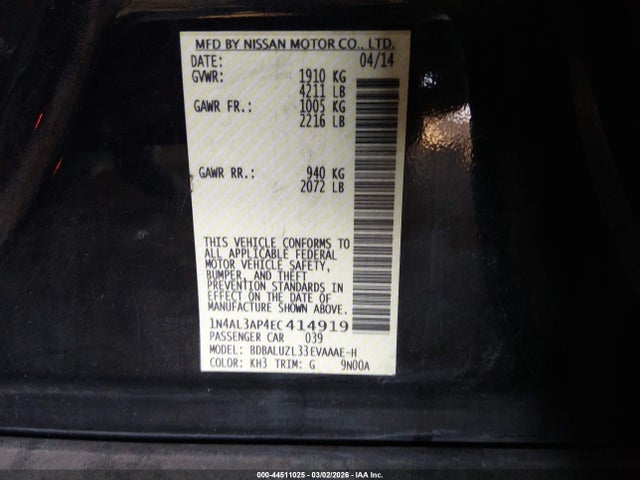 MFD BY NISSAN MOTOR CO., LTD.
DATE: 04/14
GVWR: 1910 KG
4211 LB
GAWR FR.: 1005 KG
2216 LB
GAWR RR.: 940 KG
2072 LB
THIS VEHICLE CONFORMS TO
ALL APPLICABLE FEDERAL
MOTOR VEHICLE SAFETY,
BUMPER, AND THEFT
PREVENTION STANDARDS IN
EFFECT ON THE DATE OF
MANUFACTURE SHOWN ABOVE.
1N4AL3AP4EC414919
PASSENGER CAR 039
MODEL: BDBALUZL33EVAAAE-H
COLOR: KH3 TRIM: G 9N00A
000-44511025 - 03/02/2026 - IAA Inc.